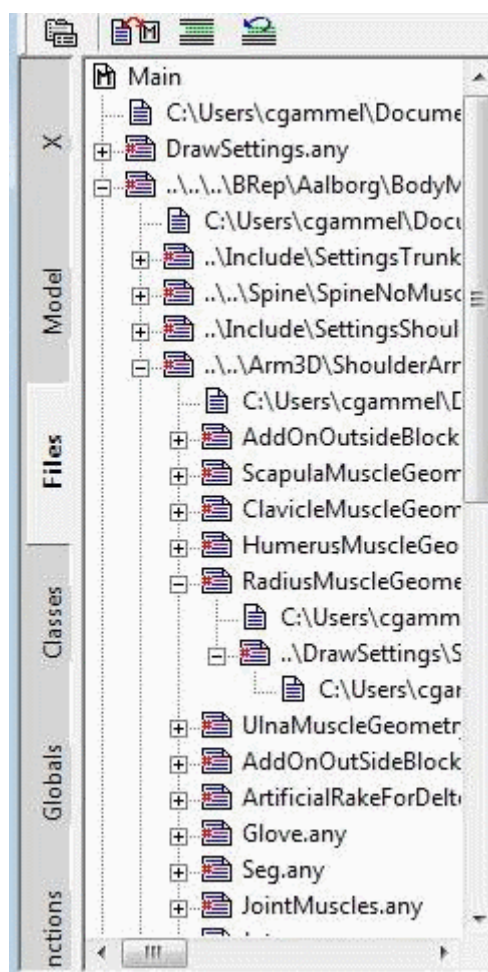 Main
C:\Users\cgammel\Docume
DrawSettings.any
..\..\..\BRep\Aalborg\BodyM
C:\Users\cgammel\Docu
..\Include\SettingsTrunk
..\..\Spine\SpineNoMusc
..\Include\SettingsShoul
..\..\Arm3D\ShoulderArr
C:\Users\cgammel\D
AddOnOutsideBlock
ScapulaMuscleGeom
ClavicleMuscleGeom
HumerusMuscleGeo
RadiusMuscleGeome
C:\Users\cgamm
..\DrawSettings\S
C:\Users\cgar
UlnaMuscleGeometr
AddOnOutSideBlock
ArtificialRakeForDelt
Glove.any
Seg.any
JointMuscles.any
X
Model
Files
Classes
Globals
nctions